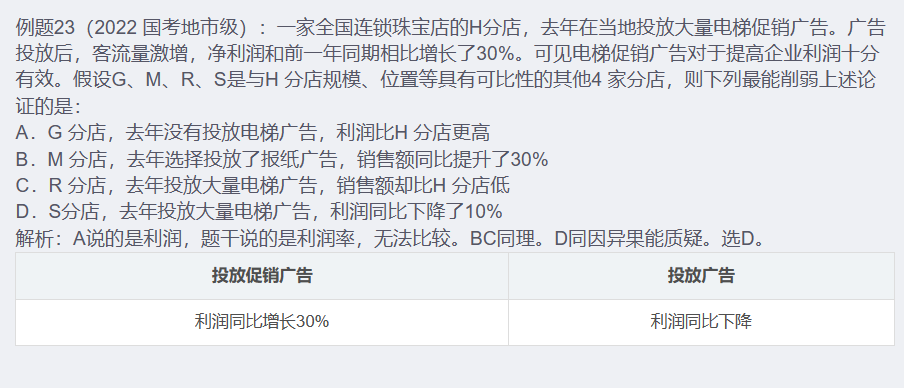 例题23（2022 国考地市级）：一家全国连锁珠宝店的H分店，去年在当地投放大量电梯促销广告。广告
投放后，客流量激增，净利润和前一年同期相比增长了30%。可见电梯促销广告对于提高企业利润十分
有效。假设G、M、R、S是与H 分店规模、位置等具有可比性的其他4 家分店，则下列最能削弱上述论
证的是：
A．G 分店，去年没有投放电梯广告，利润比H 分店更高
B．M 分店，去年选择投放了报纸广告，销售额同比提升了30%
C．R 分店，去年投放大量电梯广告，销售额却比H 分店低
D．S分店，去年投放大量电梯广告，利润同比下降了10%
解析：A说的是利润，题干说的是利润率，无法比较。BC同理。D同因异果能质疑。选D。
投放促销广告 投放广告
利润同比增长30% 利润同比下降